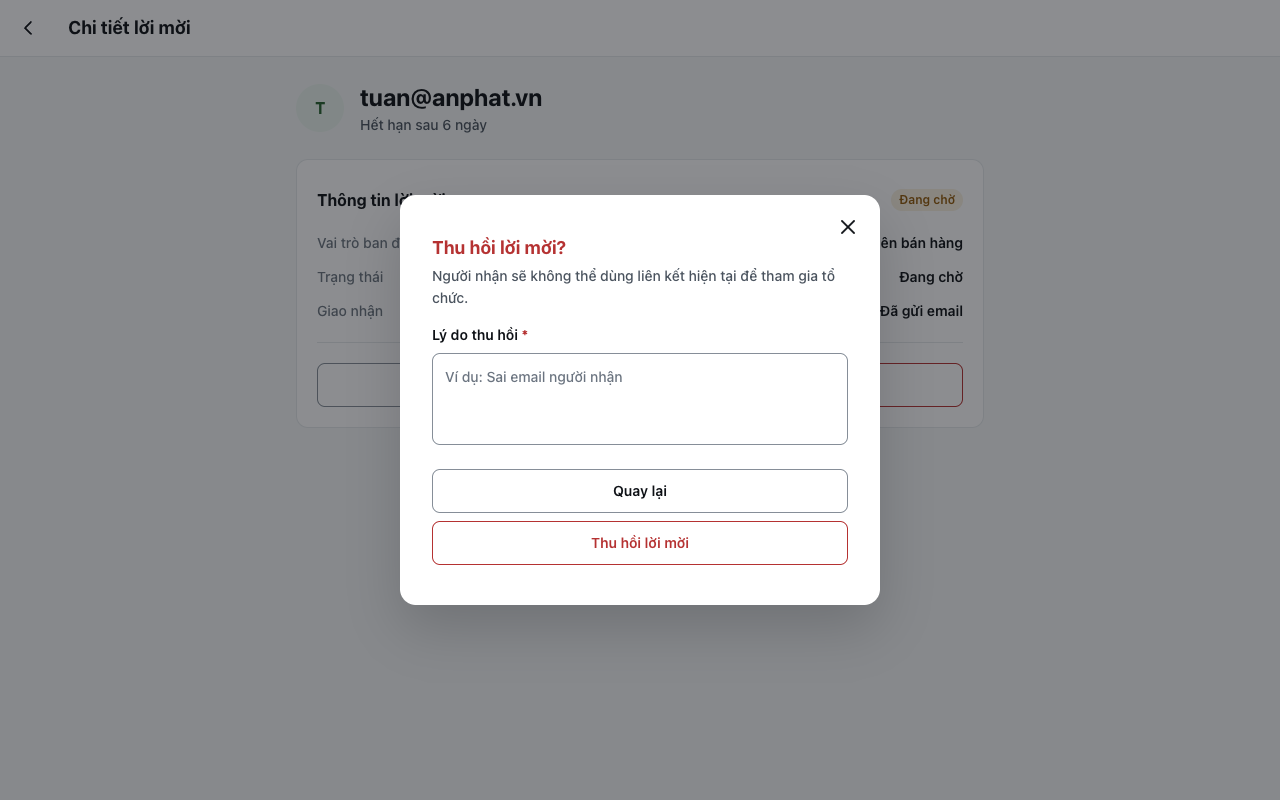 Chi tiết lời mời
T
tuan@anphat.vn
Hết hạn sau 6 ngày
Thông tin
Đang chờ
Vai trò ban
bán hàng
Trạng thái
Đang chờ
Giao nhận
Đã gửi email
Thu hồi lời mời?
Người nhận sẽ không thể dùng liên kết hiện tại để tham gia tổ
chức.
Lý do thu hồi *
Ví dụ: Sai email người nhận
Quay lại
Thu hồi lời mời